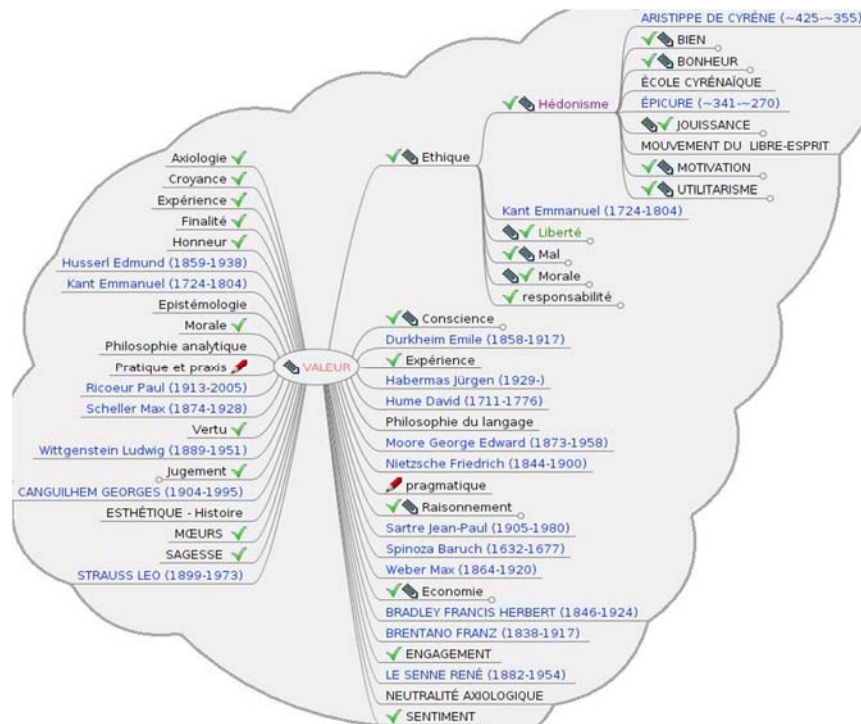 ARISTIPPE DE CYRÈNE (~425-~355)
BIEN
BONHEUR
ÉCOLE CYRÉNAÏQUE
Hédonisme
ÉPICURE (~341-~270)
JOUISSANCE
MOUVEMENT DU LIBRE-ESPRIT
MOTIVATION
UTILITARISME
Ethique
Kant Emmanuel (1724-1804)
Liberté
Mal
Morale
responsabilité
Axiologie
Croyance
Expérience
Finalité
Honneur
Husserl Edmund (1859-1938)
Kant Emmanuel (1724-1804)
Epistémologie
Morale
Philosophie analytique
Pratique et praxis
Ricoeur Paul (1913-2005)
Scheller Max (1874-1928)
Vertu
Wittgenstein Ludwig (1889-1951)
Jugement
CANGUILHEM GEORGES (1904-1995)
ESTHÉTIQUE - Histoire
MŒURS
SAGESSE
STRAUSS LEO (1899-1973)
VALEUR
Conscience
Durkheim Emile (1858-1917)
Expérience
Habermas Jürgen (1929-)
Hume David (1711-1776)
Philosophie du langage
Moore George Edward (1873-1958)
Nietzsche Friedrich (1844-1900)
pragmatique
Raisonnement
Sartre Jean-Paul (1905-1980)
Spinoza Baruch (1632-1677)
Weber Max (1864-1920)
Economie
BRADLEY FRANCIS HERBERT (1846-1924)
BRENTANO FRANZ (1838-1917)
ENGAGEMENT
LE SENNE RENÉ (1882-1954)
NEUTRALITÉ AXIOLOGIQUE
SENTIMENT